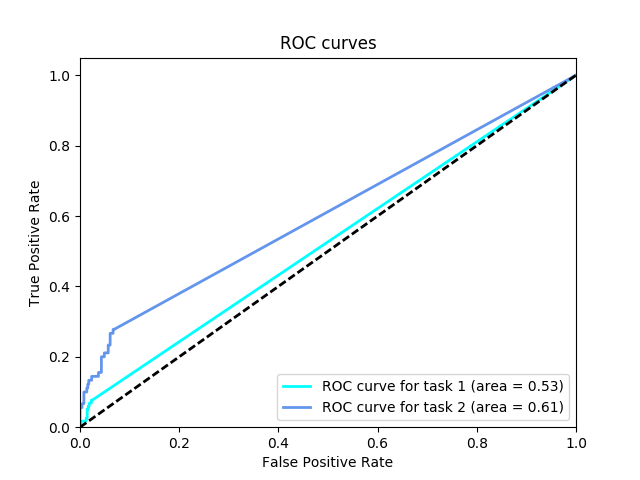 ROC curves
True Positive Rate
1.0
0.8
0.6
0.4
0.2
0.0
ROC curve for task 1 (area = 0.53)
ROC curve for task 2 (area = 0.61)
0.0 0.2 0.4 0.6 0.8 1.0
False Positive Rate